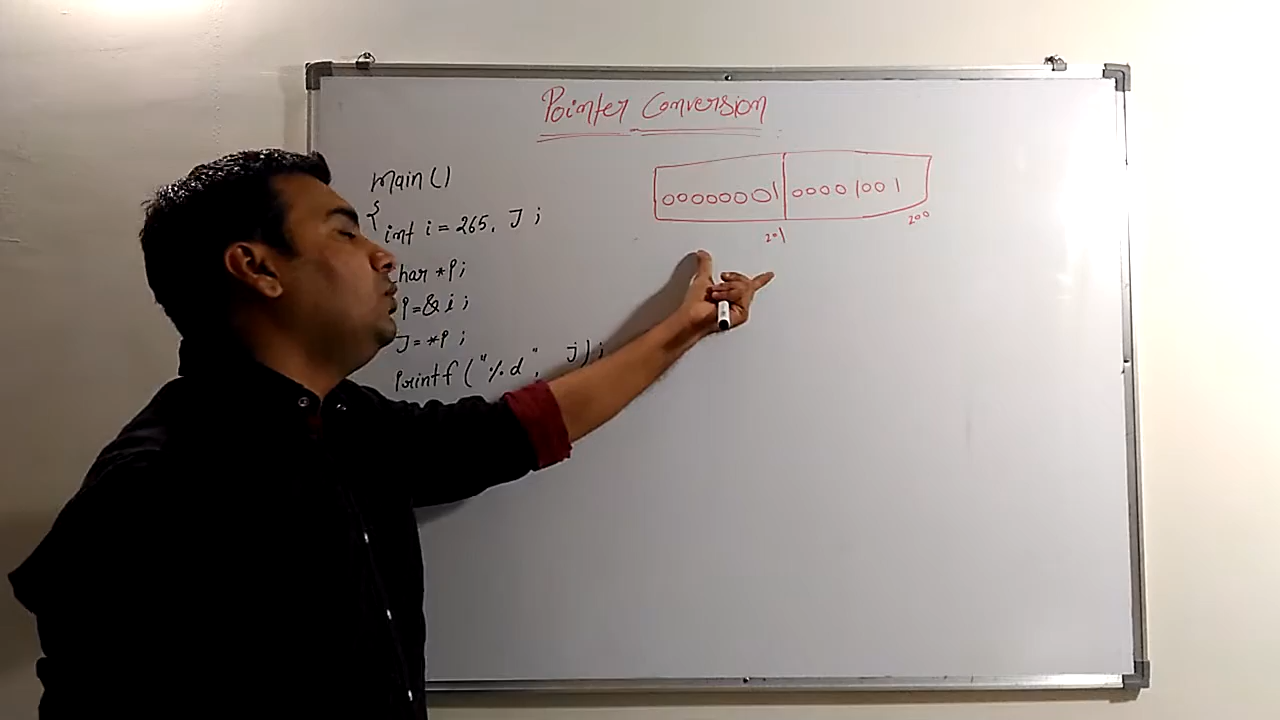 Pointer Conversion
main ()
{
int i = 265, J ;
char *P;
P=&i;
J= *P ;
Printf ( "%d", j);
00000001 00001001
201
200